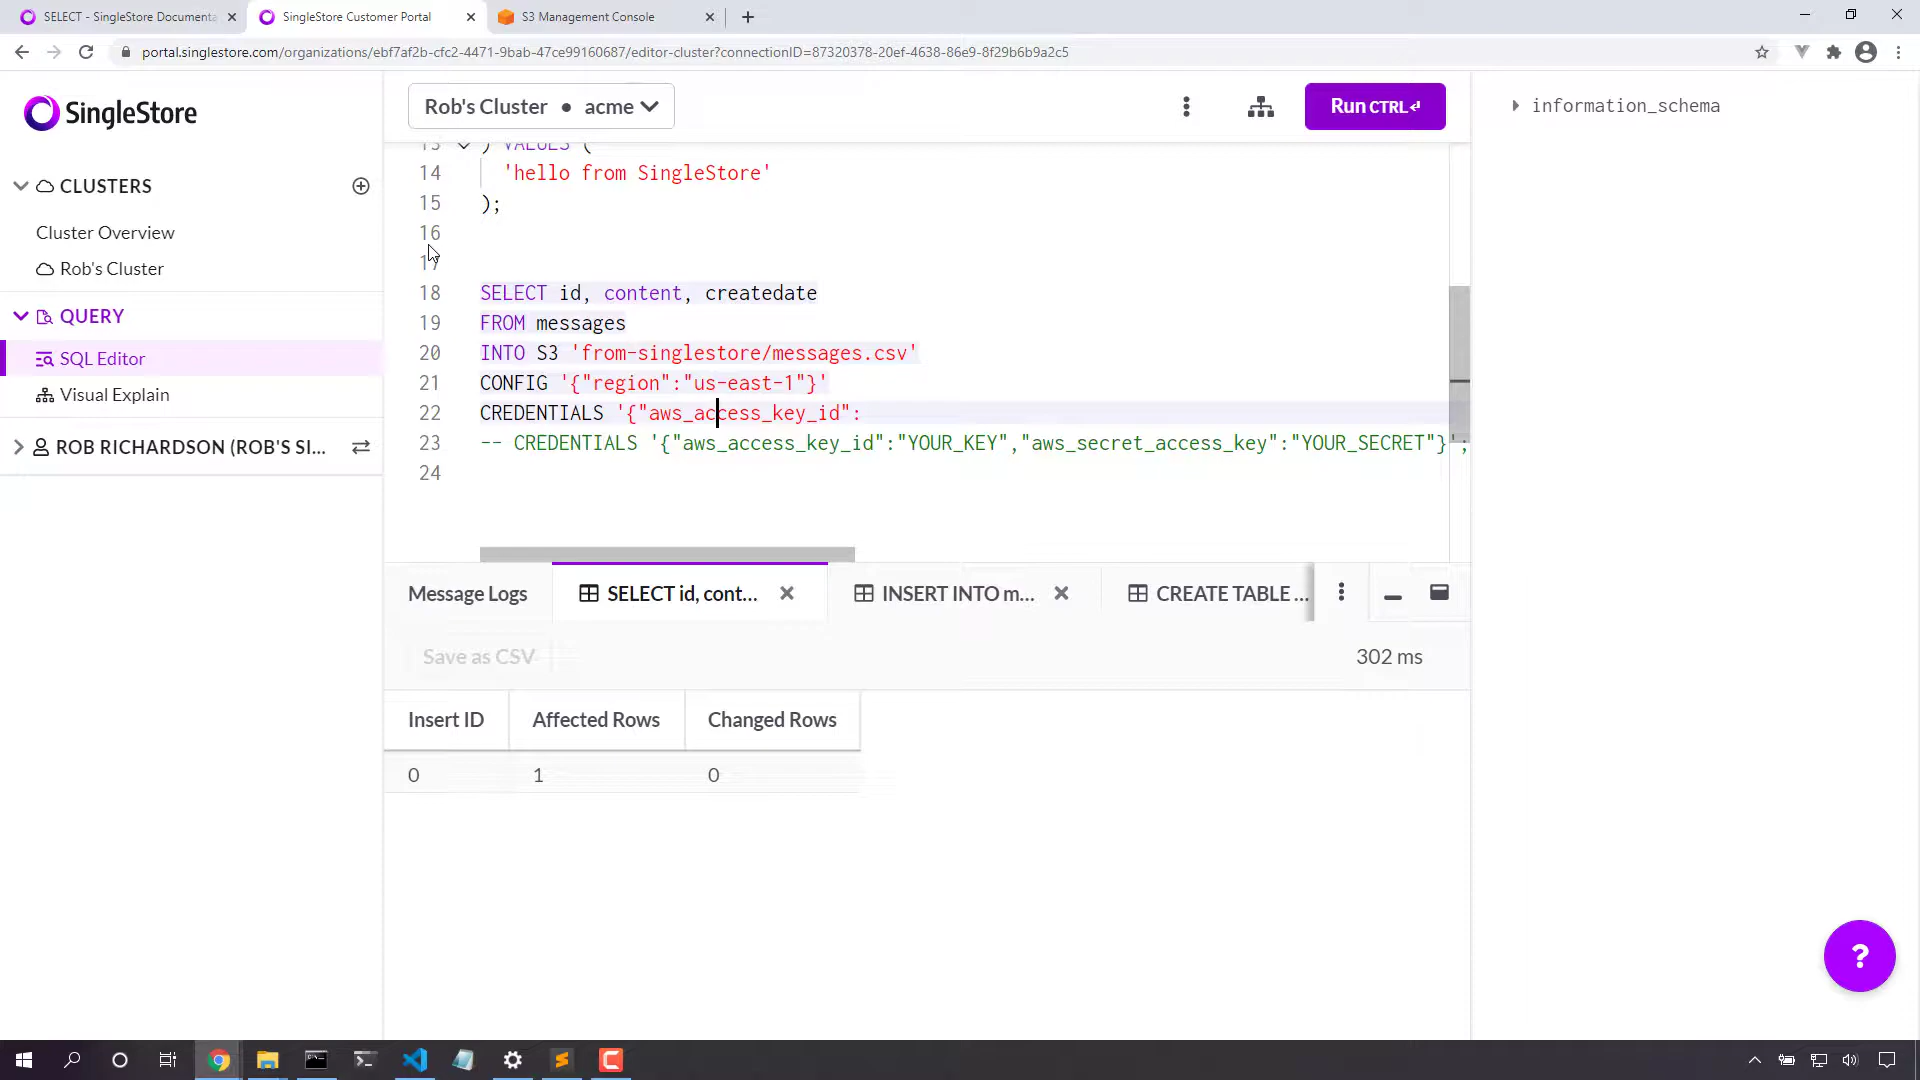 SELECT - SingleStore Documenta
SingleStore Customer Portal
S3 Management Console
portal.singlestore.com/organizations/ebf7af2b-cfc2-4471-9bab-47ce99160687/editor-cluster?connectionID=87320378-20ef-4638-86e9-8f29b6b9a2c5
SingleStore
Rob's Cluster • acme
Run CTRL↵
information_schema
CLUSTERS
Cluster Overview
Rob's Cluster
QUERY
SQL Editor
Visual Explain
ROB RICHARDSON (ROB'S SI...
13 ) VALUES (
14 'hello from SingleStore'
15 );
16
17
18 SELECT id, content, createdate
19 FROM messages
20 INTO S3 'from-singlestore/messages.csv'
21 CONFIG '{"region":"us-east-1"}'
22 CREDENTIALS '{"aws_access_key_id":
23 -- CREDENTIALS '{"aws_access_key_id":"YOUR_KEY","aws_secret_access_key":"YOUR_SECRET"}';
24
Message Logs
SELECT id, cont...
INSERT INTO m...
CREATE TABLE ...
Save as CSV
302 ms
Insert ID Affected Rows Changed Rows
0 1 0
?